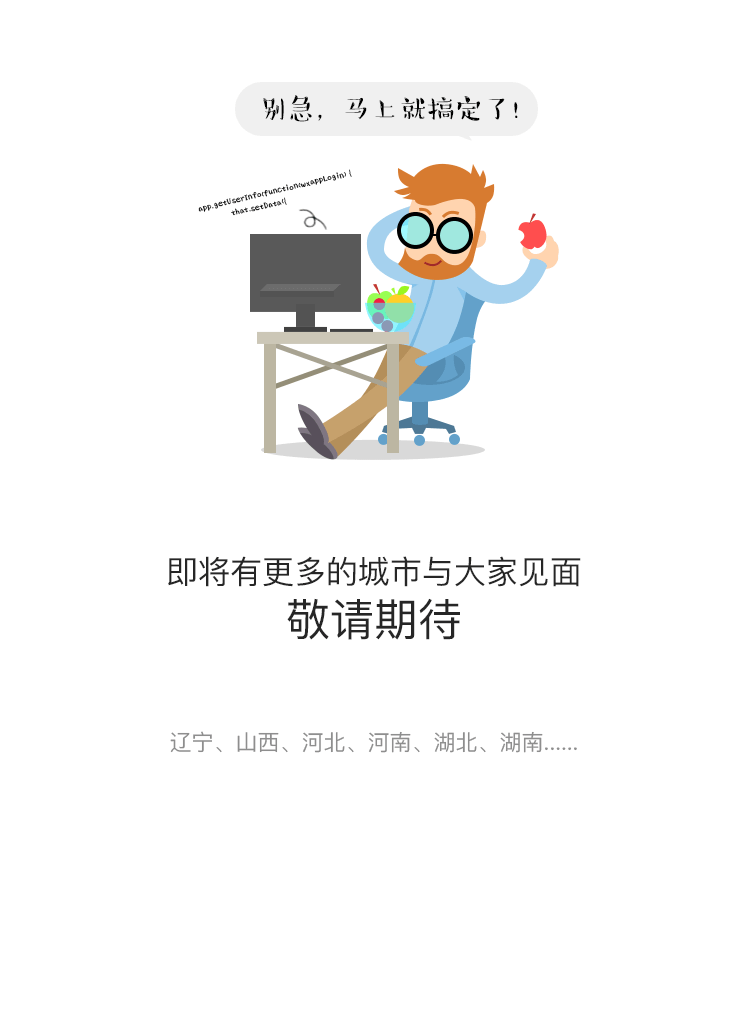 别急，马上就搞定了!
app.getUserInfo(function(wxappLogin) {
that.setData({
即将有更多的城市与大家见面
敬请期待
辽宁、山西、河北、河南、湖北、湖南......